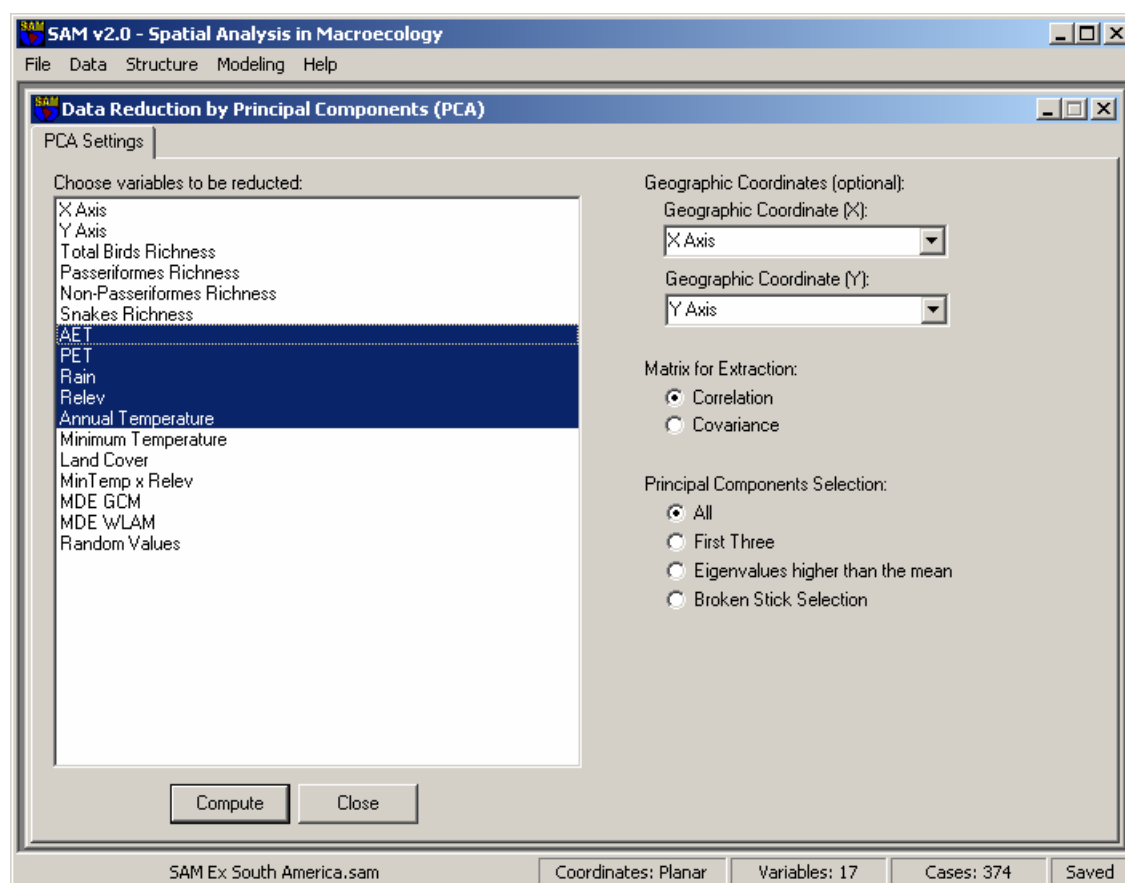 SAM v2.0 - Spatial Analysis in Macroecology
File Data Structure Modeling Help
Data Reduction by Principal Components (PCA)
PCA Settings
Choose variables to be reducted:
X Axis
Y Axis
Total Birds Richness
Passeriformes Richness
Non-Passeriformes Richness
Snakes Richness
AET
PET
Rain
Relev
Annual Temperature
Minimum Temperature
Land Cover
MinTemp x Relev
MDE GCM
MDE WLAM
Random Values
Compute
Close
Geographic Coordinates (optional):
Geographic Coordinate (X):
X Axis
Geographic Coordinate (Y):
Y Axis
Matrix for Extraction:
Correlation
Covariance
Principal Components Selection:
All
First Three
Eigenvalues higher than the mean
Broken Stick Selection
SAM Ex South America.sam
Coordinates: Planar
Variables: 17
Cases: 374
Saved